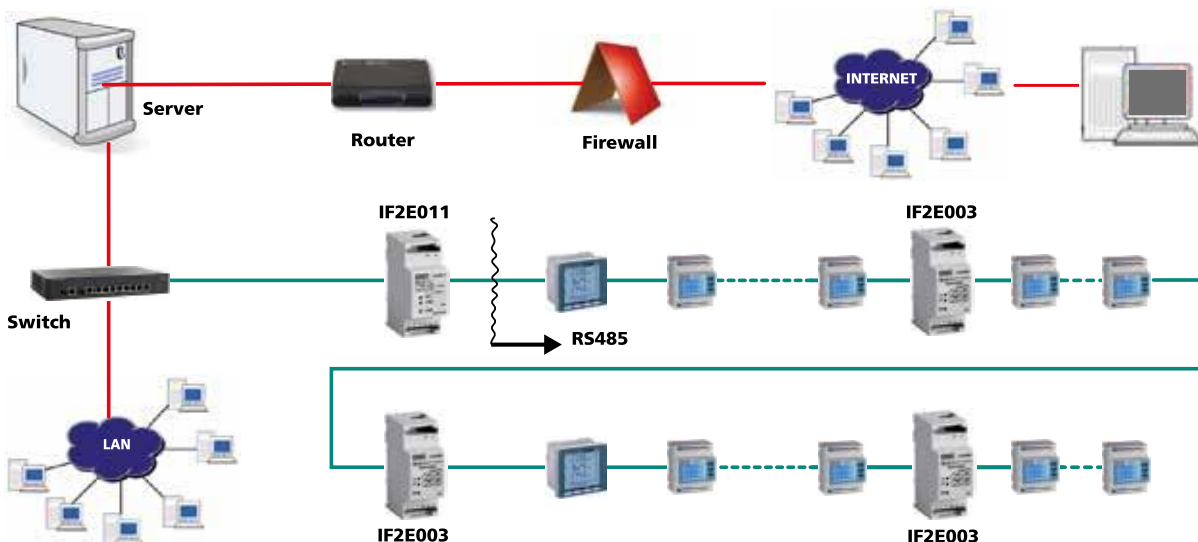 Server
Router
Firewall
INTERNET
IF2E011
IF2E003
Switch
RS485
LAN
IF2E003
IF2E003